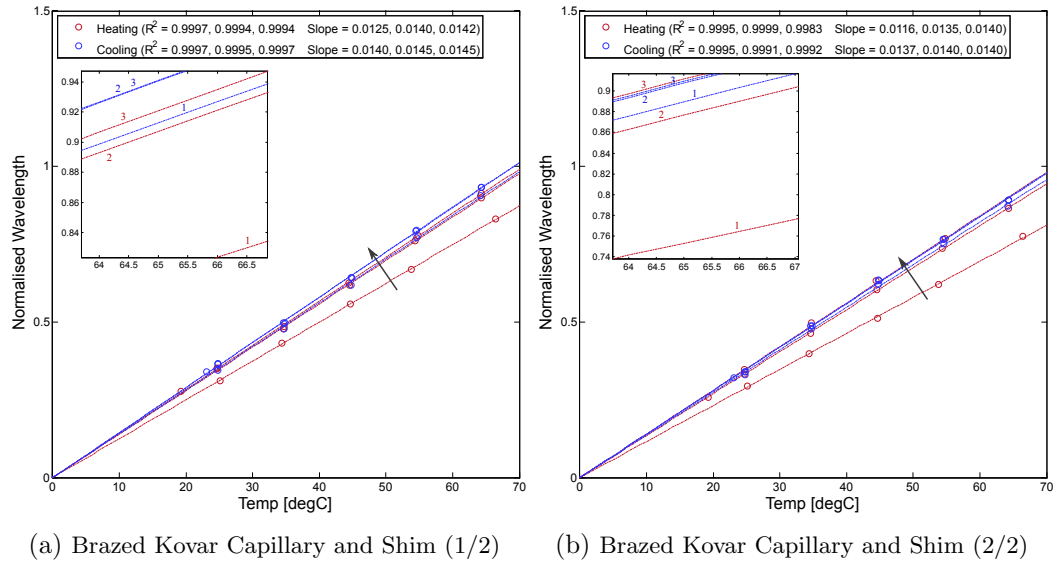 Heating (R² = 0.9997, 0.9994, 0.9994 Slope = 0.0125, 0.0140, 0.0142)
Cooling (R² = 0.9997, 0.9995, 0.9997 Slope = 0.0140, 0.0145, 0.0145)
1.5
1
0.5
0
Normalised Wavelength
0.94
0.92
0.9
0.88
0.86
0.84
3
2
1
3
2
1
64 64.5 65 65.5 66 66.5
0 10 20 30 40 50 60 70
Temp [degC]
(a) Brazed Kovar Capillary and Shim (1/2)
Heating (R² = 0.9995, 0.9999, 0.9983 Slope = 0.0116, 0.0135, 0.0140)
Cooling (R² = 0.9995, 0.9991, 0.9992 Slope = 0.0137, 0.0140, 0.0140)
1.5
1
0.5
0
Normalised Wavelength
0.9
0.88
0.86
0.84
0.82
0.8
0.78
0.76
0.74
3
3
2
1
2
1
64 64.5 65 65.5 66 66.5 67
0 10 20 30 40 50 60 70
Temp [degC]
(b) Brazed Kovar Capillary and Shim (2/2)